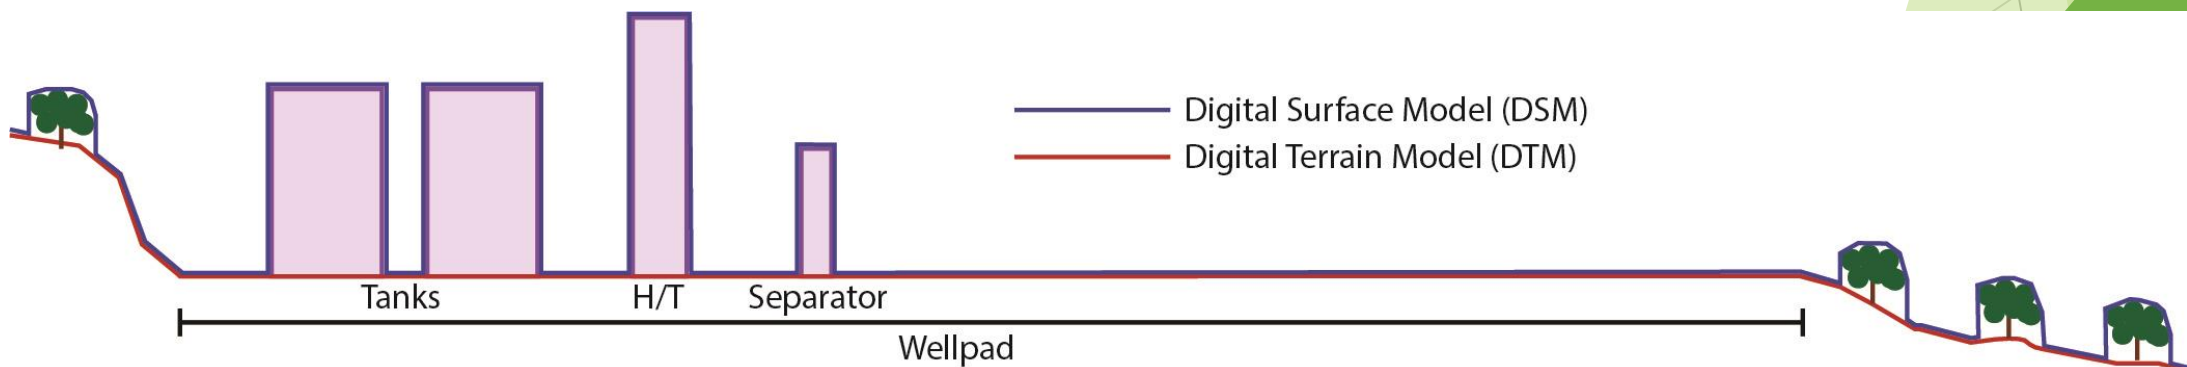 Digital Surface Model (DSM)
Digital Terrain Model (DTM)
Tanks
H/T
Separator
Wellpad